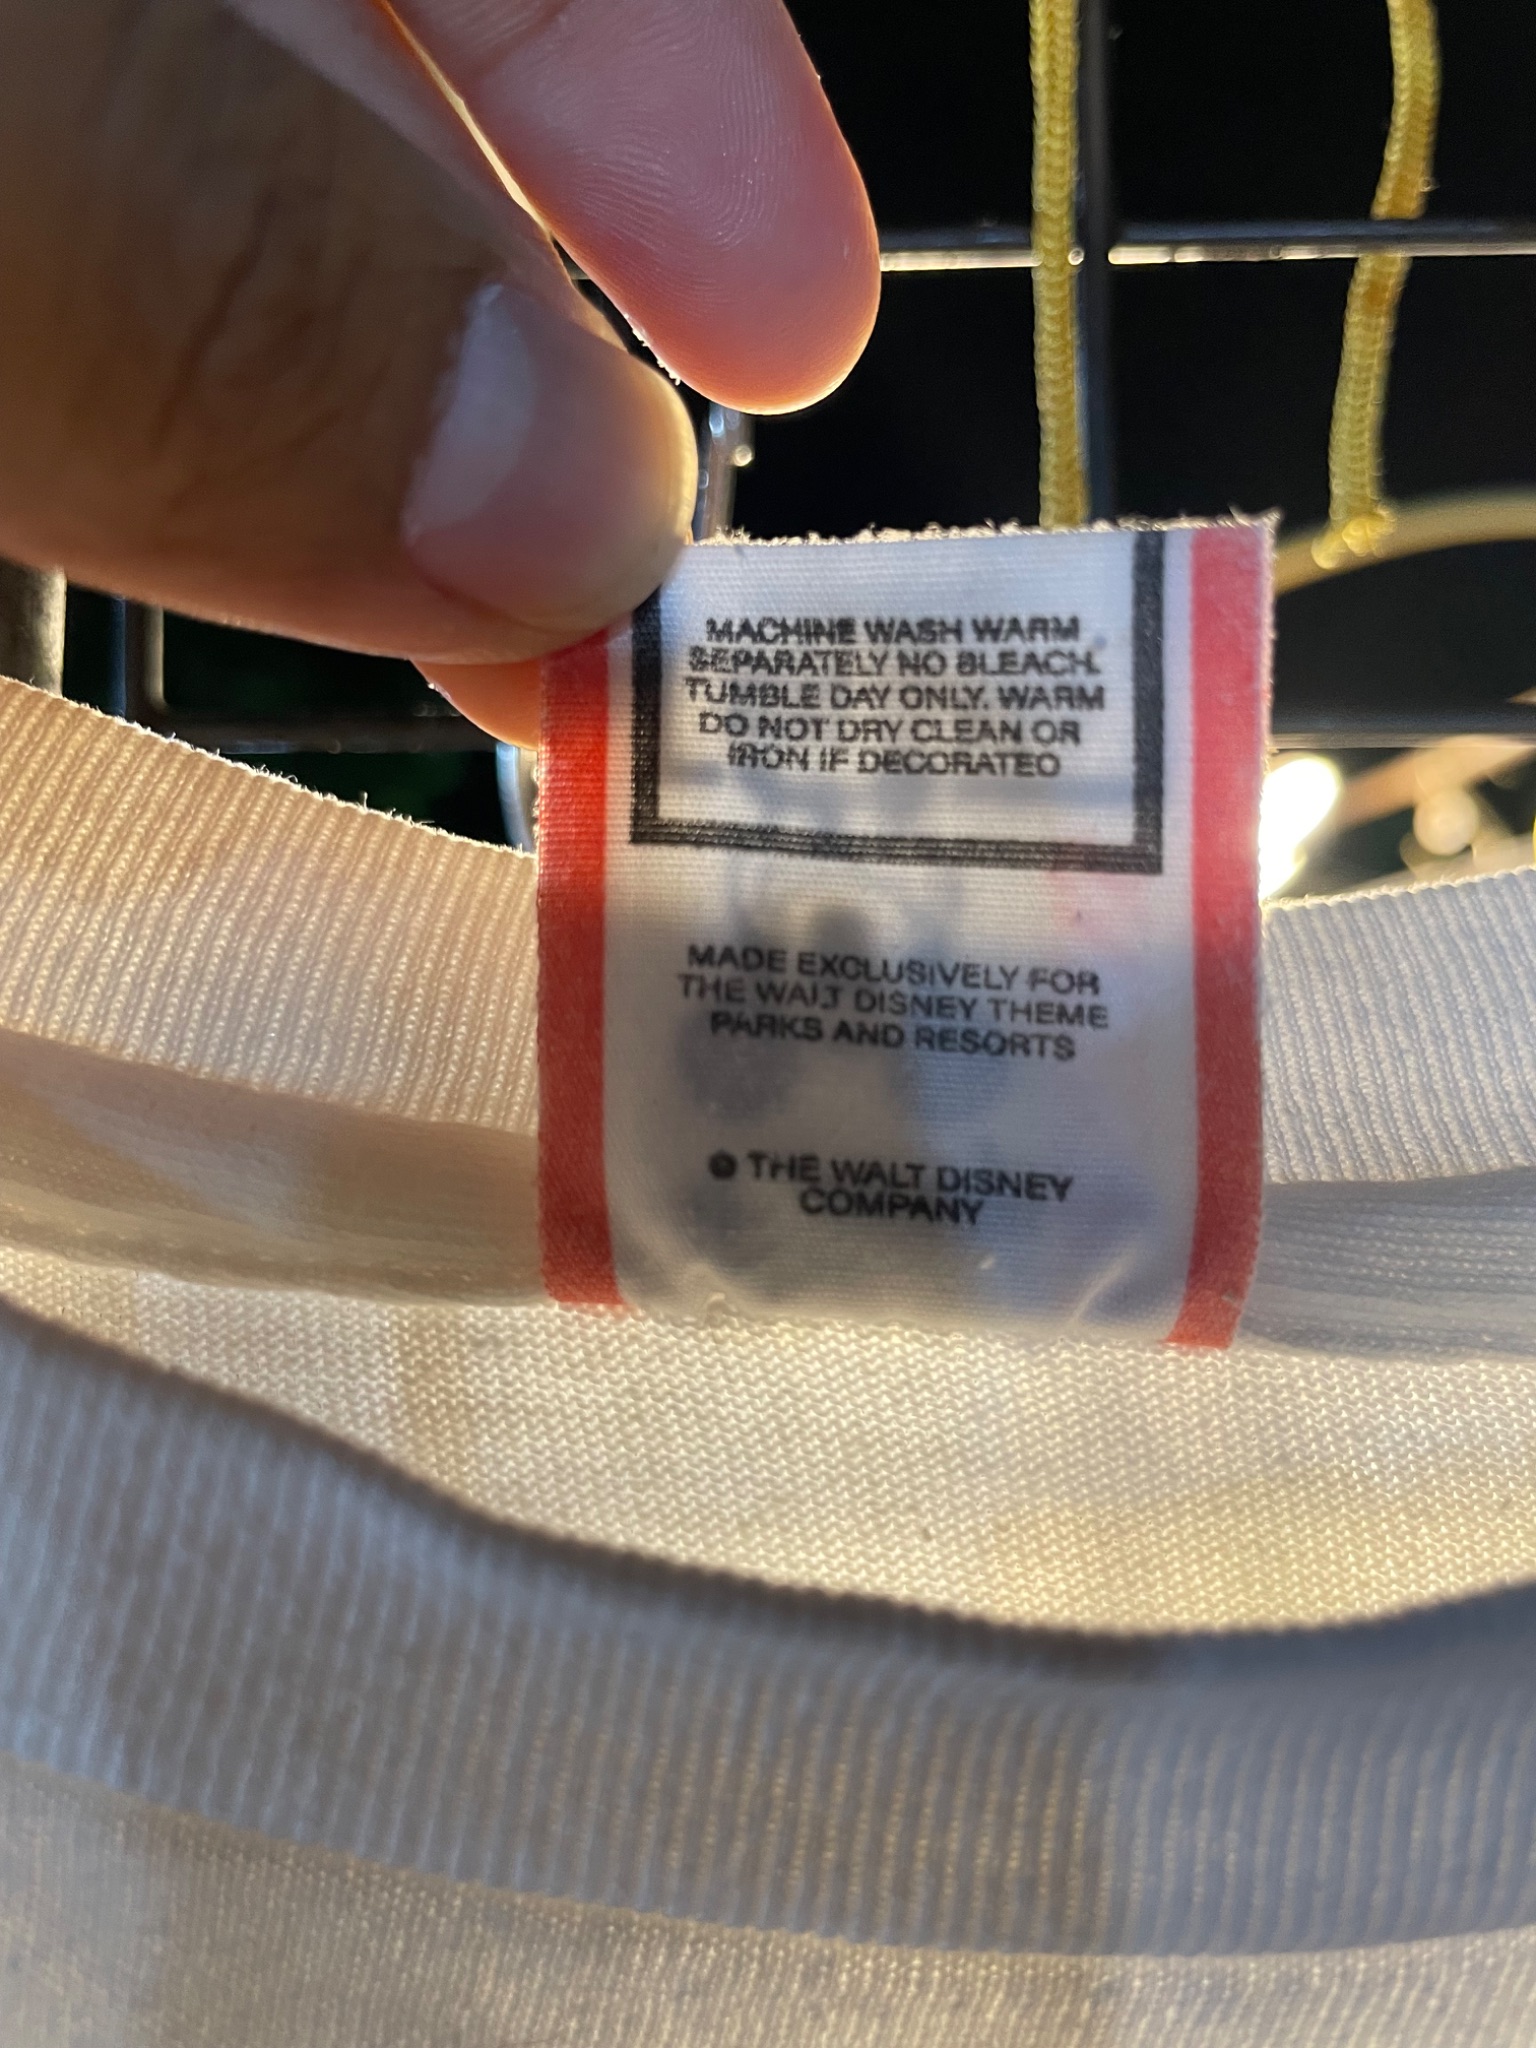 MACHINE WASH WARM
SEPARATELY NO BLEACH.
TUMBLE DAY ONLY. WARM
DO NOT DRY CLEAN OR
IRON IF DECORATEO
MADE EXCLUSIVELY FOR
THE WALT DISNEY THEME
PARKS AND RESORTS
© THE WALT DISNEY
COMPANY